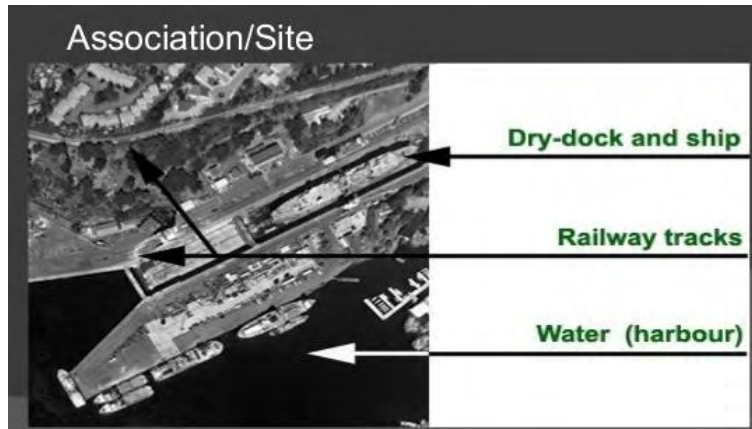 Association/Site
Dry-dock and ship
Railway tracks
Water (harbour)